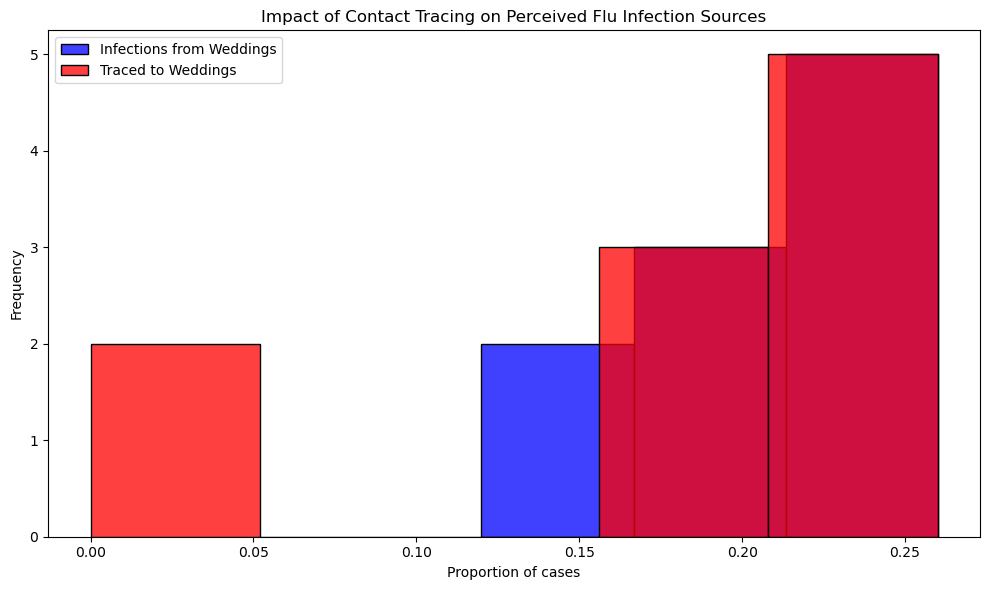 Impact of Contact Tracing on Perceived Flu Infection Sources
Infections from Weddings
Traced to Weddings
Frequency
5
4
3
2
1
0
0.00 0.05 0.10 0.15 0.20 0.25
Proportion of cases